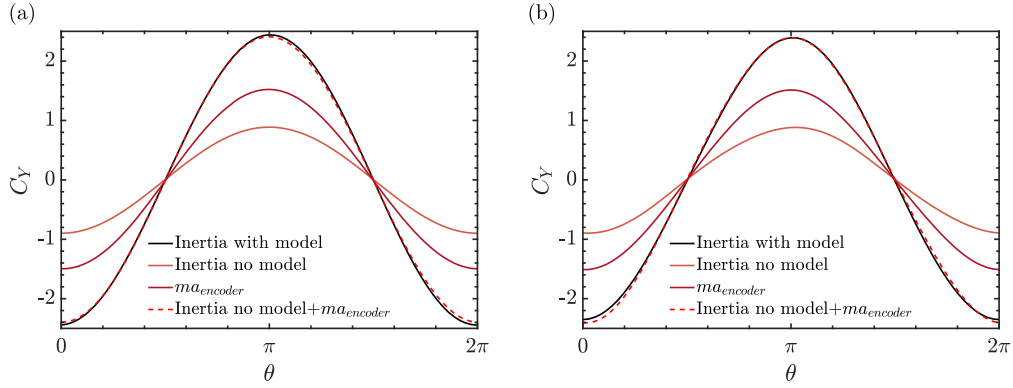 (a)
2
1
0
-1
-2
C_Y
Inertia with model
Inertia no model
ma_encoder
Inertia no model+ma_encoder
0
π
2π
θ
(b)
2
1
0
-1
-2
C_Y
Inertia with model
Inertia no model
ma_encoder
Inertia no model+ma_encoder
0
π
2π
θ